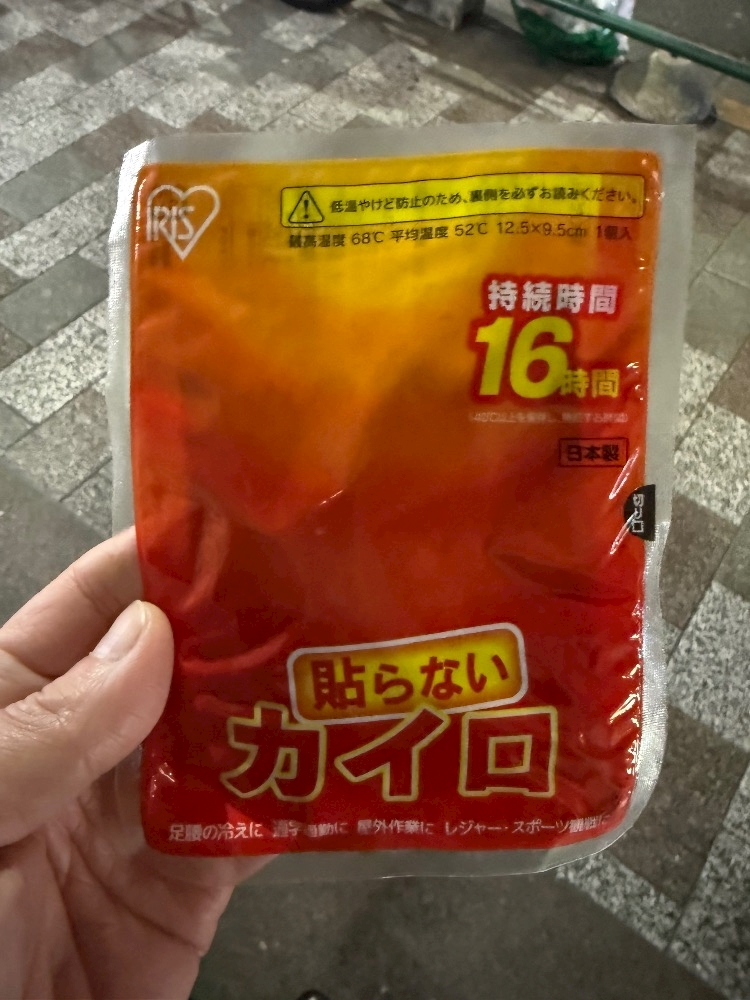 IRIS
低温やけど防止のため、裏側を必ずお読みください。
最高温度 68℃ 平均温度 52℃ 12.5×9.5cm 1個入
持続時間
16時間
日本製
切り口
貼らない
カイロ
足腰の冷えに 通学通勤に 屋外作業に レジャー・スポーツ観戦に